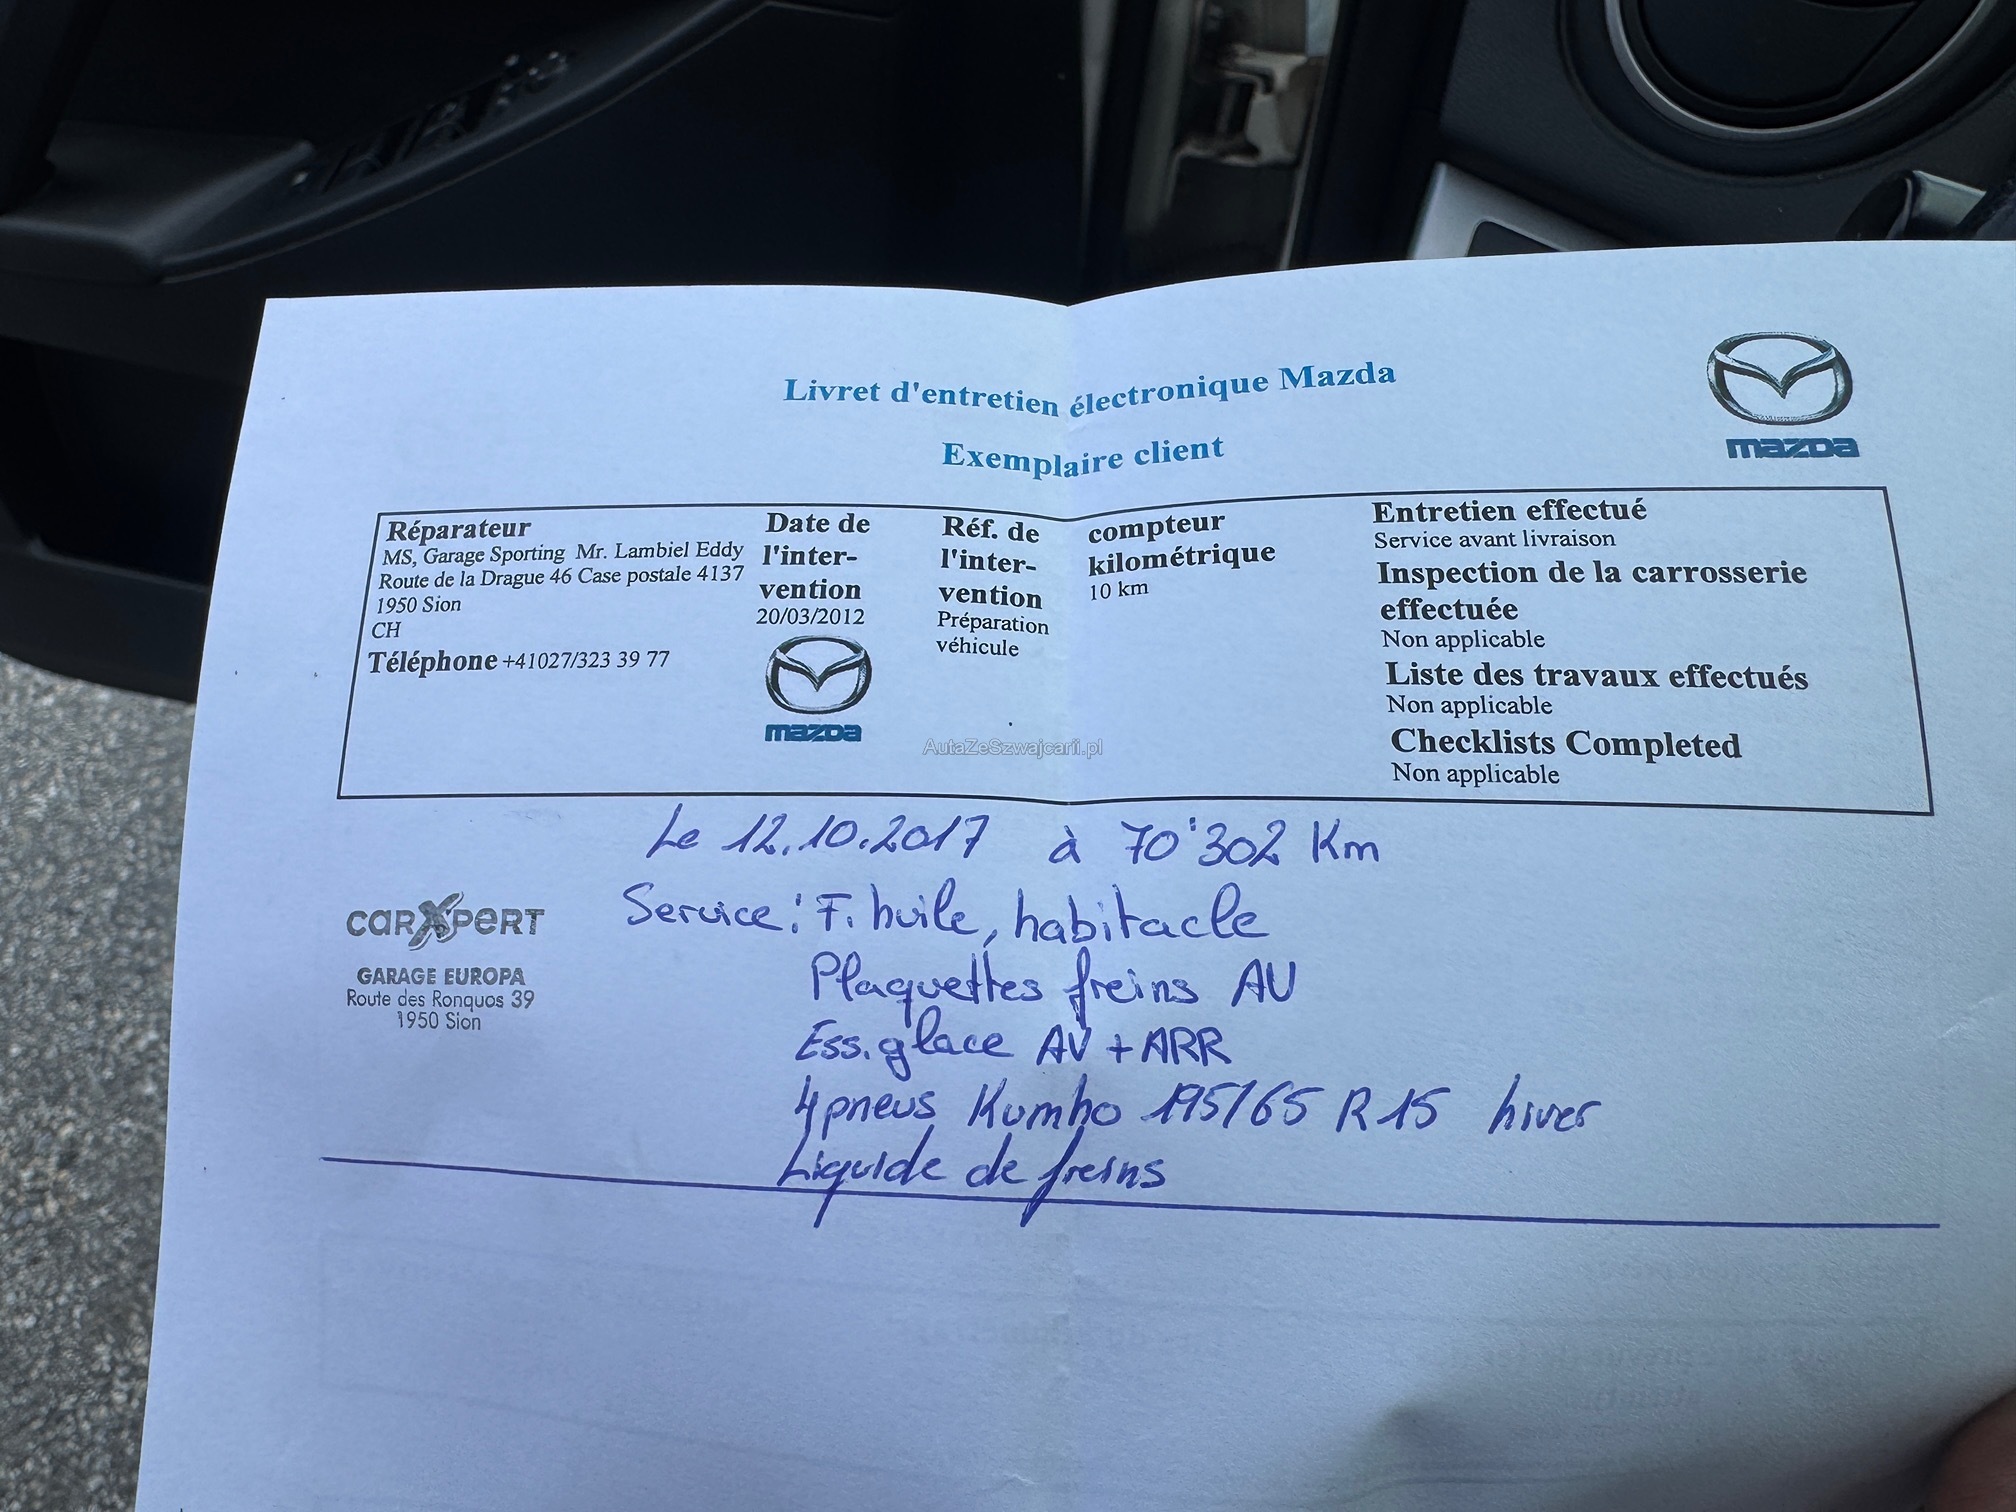 Livret d'entretien électronique Mazda
Exemplaire client
mazda
Réparateur
MS, Garage Sporting Mr. Lambiel Eddy
Route de la Drague 46 Case postale 4137
1950 Sion
CH
Téléphone +41027/323 39 77
Date de
l'inter-
vention
20/03/2012
mazda
Réf. de
l'inter-
vention
Préparation
véhicule
compteur
kilométrique
10 km
Entretien effectué
Service avant livraison
Inspection de la carrosserie
effectuée
Non applicable
Liste des travaux effectués
Non applicable
Checklists Completed
Non applicable
AutaZeSzwajcarii.pl
Le 12.10.2017 à 70'302 Km
Service: F. huile, habitacle
Plaquettes freins AV
Ess. glace AV + ARR
4 pneus Kumho 195/65 R15 hiver
Liquide de freins
carXpert
GARAGE EUROPA
Route des Ronquos 39
1950 Sion